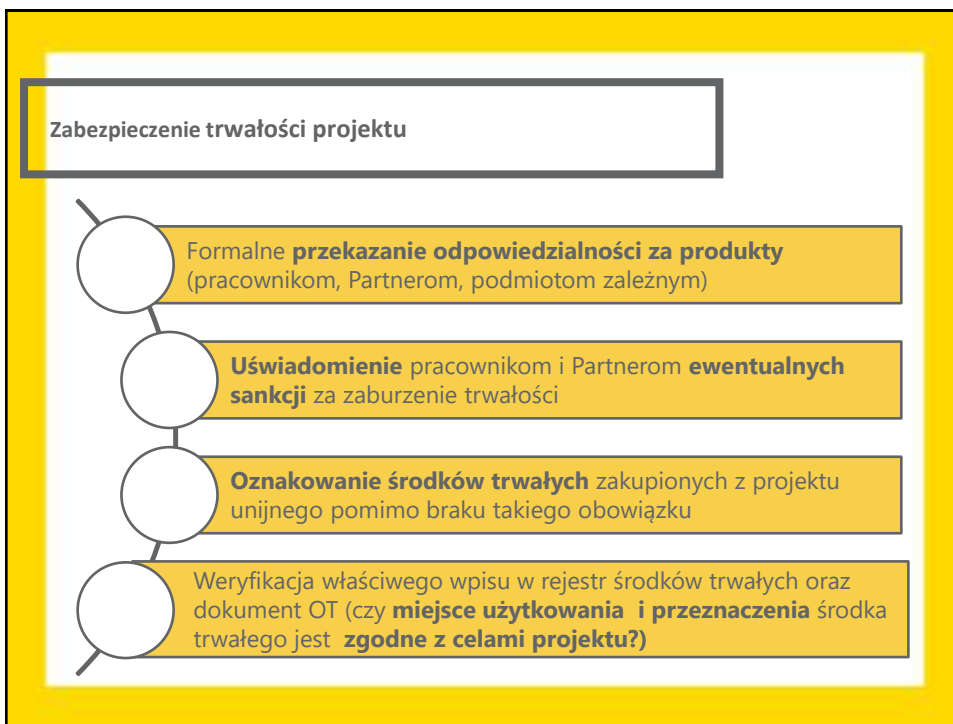 Zabezpieczenie trwałości projektu
Formalne przekazanie odpowiedzialności za produkty
(pracownikom, Partnerom, podmiotom zależnym)
Uświadomienie pracownikom i Partnerom ewentualnych
sankcji za zaburzenie trwałości
Oznakowanie środków trwałych zakupionych z projektu
unijnego pomimo braku takiego obowiązku
Weryfikacja właściwego wpisu w rejestr środków trwałych oraz
dokument OT (czy miejsce użytkowania i przeznaczenia środka
trwałego jest zgodne z celami projektu?)